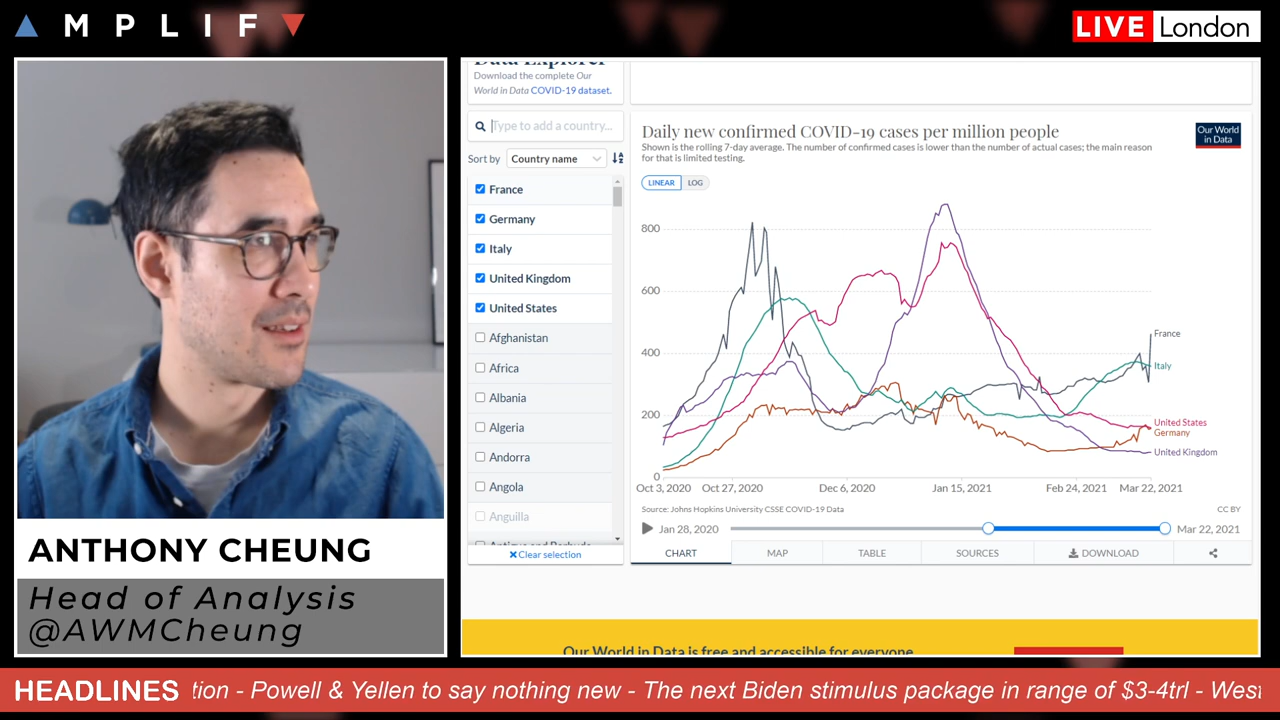 AMPLIFY
LIVE London
Data Explorer
Download the complete Our
World in Data COVID-19 dataset.
Type to add a country...
Sort by Country name
France
Germany
Italy
United Kingdom
United States
Afghanistan
Africa
Albania
Algeria
Andorra
Angola
Anguilla
Antigua and Barbuda
Clear selection
Daily new confirmed COVID-19 cases per million people
Shown is the rolling 7-day average. The number of confirmed cases is lower than the number of actual cases; the main reason
for that is limited testing.
Our World
in Data
LINEAR LOG
800
600
400
200
0
France
Italy
United States
Germany
United Kingdom
Oct 3, 2020 Oct 27, 2020 Dec 6, 2020 Jan 15, 2021 Feb 24, 2021 Mar 22, 2021
Source: Johns Hopkins University CSSE COVID-19 Data CC BY
Jan 28, 2020 Mar 22, 2021
CHART MAP TABLE SOURCES DOWNLOAD
Our World in Data is free and accessible for everyone.
ANTHONY CHEUNG
Head of Analysis
@AWMCheung
HEADLINES tion - Powell & Yellen to say nothing new - The next Biden stimulus package in range of $3-4trl - West